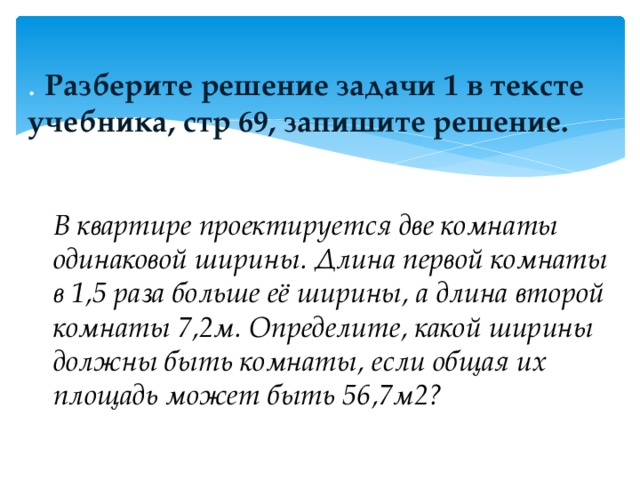 . Разберите решение задачи 1 в тексте
учебника, стр 69, запишите решение.
В квартире проектируется две комнаты
одинаковой ширины. Длина первой комнаты
в 1,5 раза больше её ширины, а длина второй
комнаты 7,2м. Определите, какой ширины
должны быть комнаты, если общая их
площадь может быть 56,7м2?